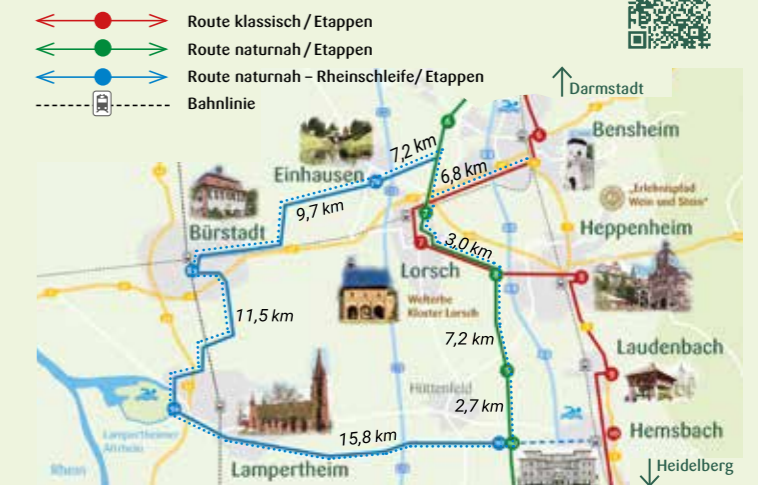 Route klassisch / Etappen
Route naturnah / Etappen
Route naturnah – Rheinschleife / Etappen
Bahnlinie
Darmstadt
Bensheim
7,2 km
Einhausen
6,8 km
„Erlebnispfad
Wein und Stein“
9,7 km
Heppenheim
Bürstadt
3,0 km
Lorsch
Welterbe
Kloster Lorsch
11,5 km
7,2 km
Laudenbach
Hüttenfeld
2,7 km
Hemsbach
15,8 km
Lampertheimer
Altrhein
Rhein
Lampertheim
Heidelberg